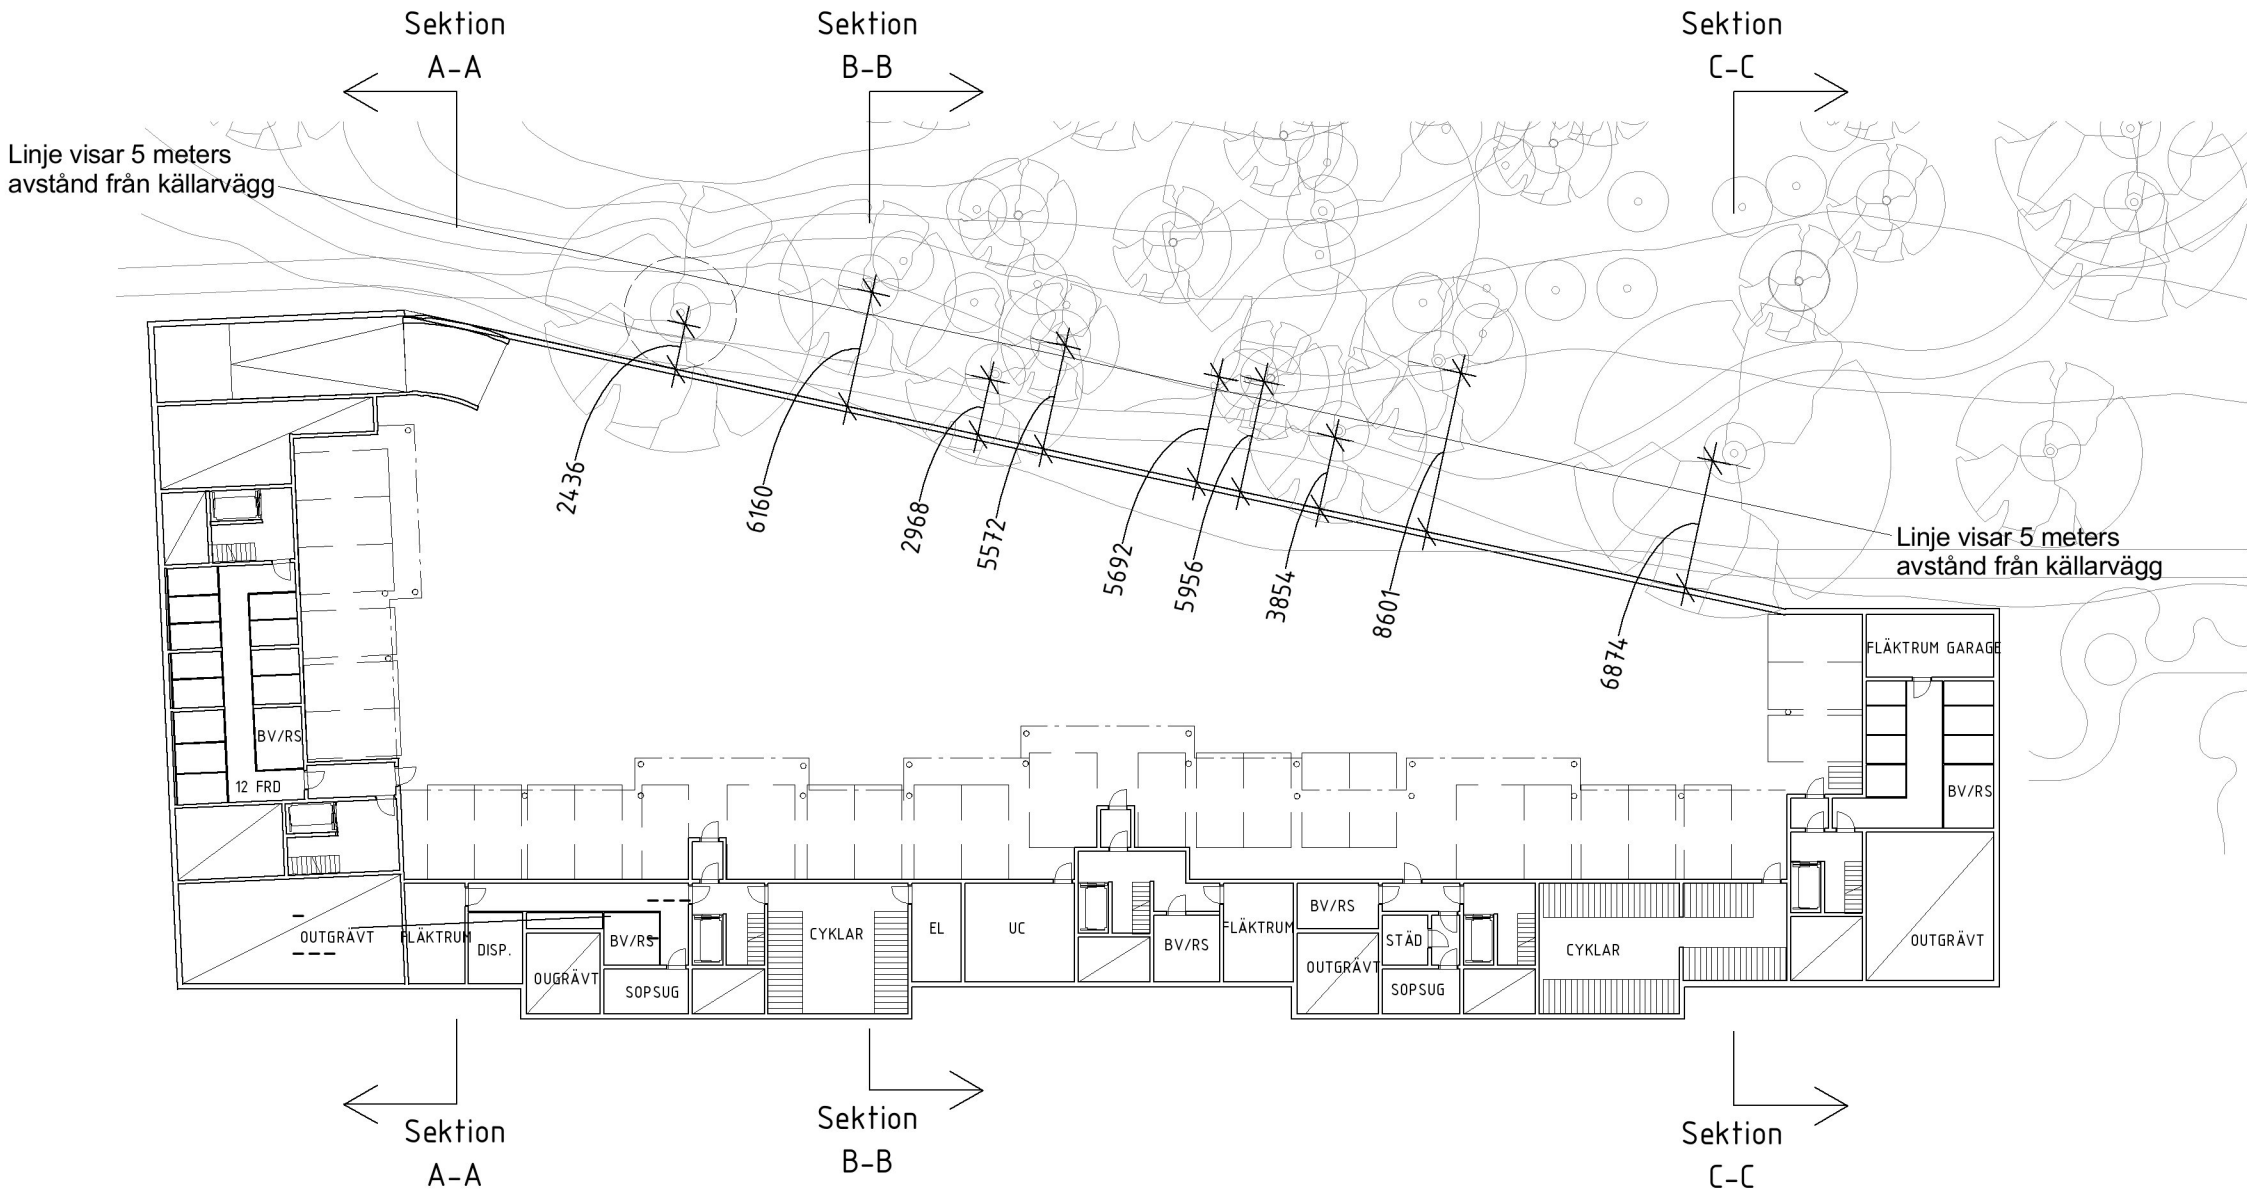 Sektion
A-A
Sektion
B-B
Sektion
C-C
Linje visar 5 meters
avstånd från källarvägg
2436
6160
2968
5572
5692
5956
3854
8601
6874
Linje visar 5 meters
avstånd från källarvägg
FLÄKTRUM GARAGE
BV/RS
12 FRD
BV/RS
OUTGRÄVT
FLÄKTRUM
DISP.
BV/RS
OUGRÄVT
SOPSUG
CYKLAR
EL
UC
BV/RS
FLÄKTRUM
BV/RS
OUTGRÄVT
STÄD
SOPSUG
CYKLAR
OUTGRÄVT
Sektion
A-A
Sektion
B-B
Sektion
C-C